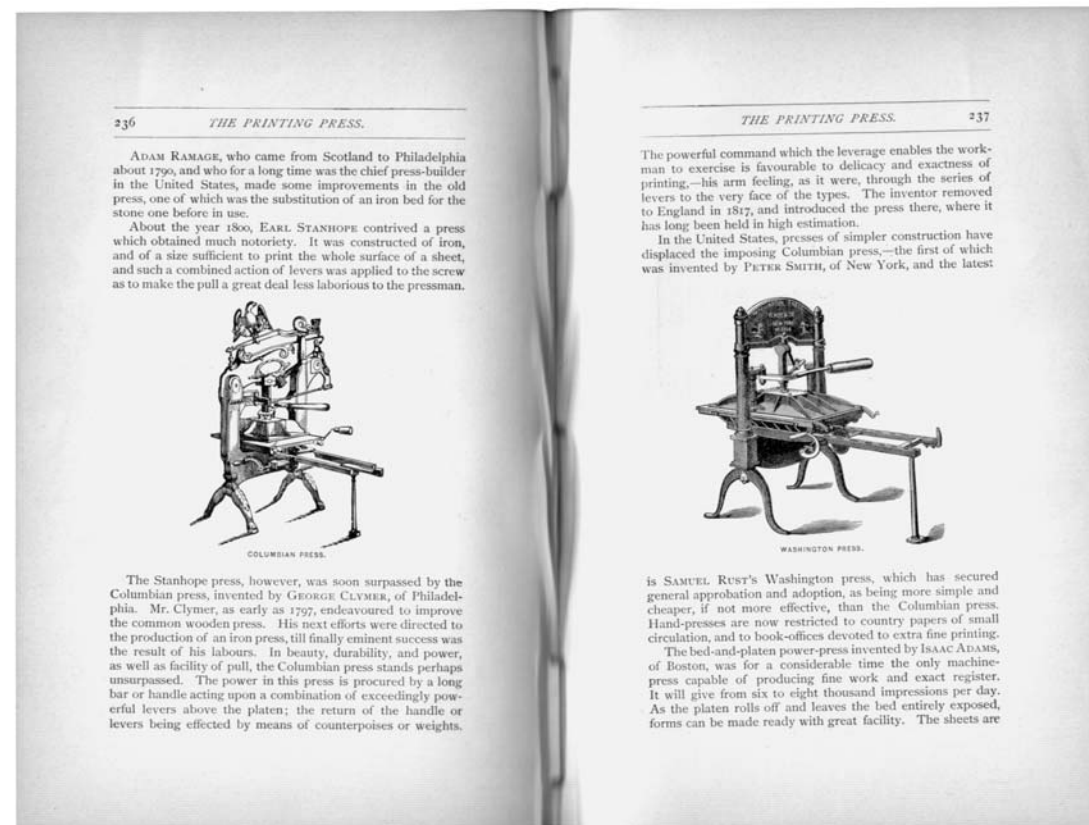 236 THE PRINTING PRESS.
ADAM RAMAGE, who came from Scotland to Philadelphia
about 1790, and who for a long time was the chief press-builder
in the United States, made some improvements in the old
press, one of which was the substitution of an iron bed for the
stone one before in use.
About the year 1800, EARL STANHOPE contrived a press
which obtained much notoriety. It was constructed of iron,
and of a size sufficient to print the whole surface of a sheet,
and such a combined action of levers was applied to the screw
as to make the pull a great deal less laborious to the pressman.
COLUMBIAN PRESS.
The Stanhope press, however, was soon surpassed by the
Columbian press, invented by GEORGE CLYMER, of Philadel-
phia. Mr. Clymer, as early as 1797, endeavoured to improve
the common wooden press. His next efforts were directed to
the production of an iron press, till finally eminent success was
the result of his labours. In beauty, durability, and power,
as well as facility of pull, the Columbian press stands perhaps
unsurpassed. The power in this press is procured by a long
bar or handle acting upon a combination of exceedingly pow-
erful levers above the platen; the return of the handle or
levers being effected by means of counterpoises or weights.
THE PRINTING PRESS. 237
The powerful command which the leverage enables the work-
man to exercise is favourable to delicacy and exactness of
printing,—his arm feeling, as it were, through the series of
levers to the very face of the types. The inventor removed
to England in 1817, and introduced the press there, where it
has long been held in high estimation.
In the United States, presses of simpler construction have
displaced the imposing Columbian press,—the first of which
was invented by PETER SMITH, of New York, and the latest
WASHINGTON PRESS.
is SAMUEL RUST'S Washington press, which has secured
general approbation and adoption, as being more simple and
cheaper, if not more effective, than the Columbian press.
Hand-presses are now restricted to country papers of small
circulation, and to book-offices devoted to extra fine printing.
The bed-and-platen power-press invented by ISAAC ADAMS,
of Boston, was for a considerable time the only machine-
press capable of producing fine work and exact register.
It will give from six to eight thousand impressions per day.
As the platen rolls off and leaves the bed entirely exposed,
forms can be made ready with great facility. The sheets are